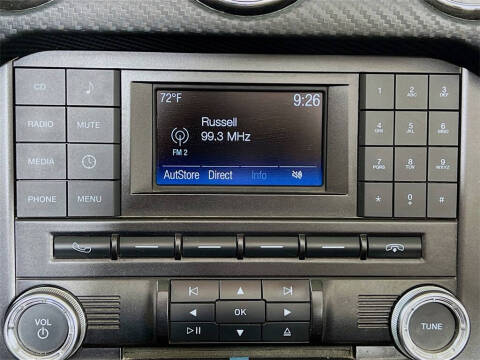 72°F 9:26
Russell
99.3 MHz
FM 2
AutStore Direct Info
CD
RADIO MUTE
MEDIA
PHONE MENU
1 2 ABC 3 DEF
4 GHI 5 JKL 6 MNO
7 PQRS 8 TUV 9 WXYZ
* 0 + #
OK
VOL
TUNE